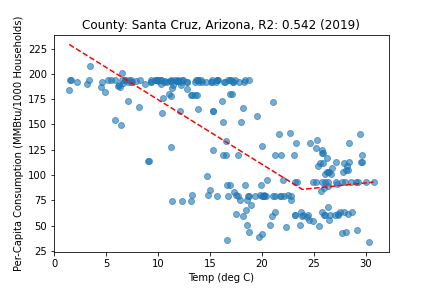 County: Santa Cruz, Arizona, R2: 0.542 (2019)
Per-Capita Consumption (MMBtu/1000 Households)
225
200
175
150
125
100
75
50
25
0 5 10 15 20 25 30
Temp (deg C)